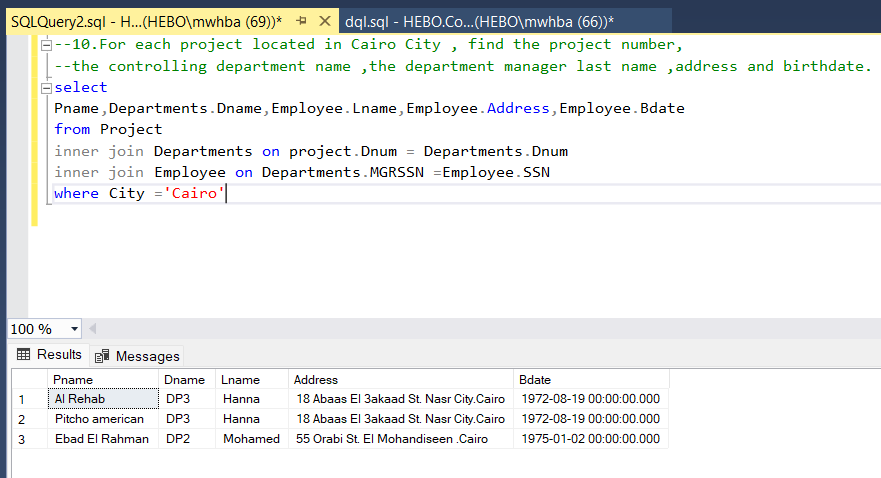 SQLQuery2.sql - H...(HEBO\mwhba (69))* dql.sql - HEBO.Co...(HEBO\mwhba (66))*
--10.For each project located in Cairo City , find the project number,
--the controlling department name ,the department manager last name ,address and birthdate.
select
Pname,Departments.Dname,Employee.Lname,Employee.Address,Employee.Bdate
from Project
inner join Departments on project.Dnum = Departments.Dnum
inner join Employee on Departments.MGRSSN =Employee.SSN
where City ='Cairo'
100 %
Results Messages
Pname Dname Lname Address Bdate
1 Al Rehab DP3 Hanna 18 Abaas El 3akaad St. Nasr City.Cairo 1972-08-19 00:00:00.000
2 Pitcho american DP3 Hanna 18 Abaas El 3akaad St. Nasr City.Cairo 1972-08-19 00:00:00.000
3 Ebad El Rahman DP2 Mohamed 55 Orabi St. El Mohandiseen .Cairo 1975-01-02 00:00:00.000